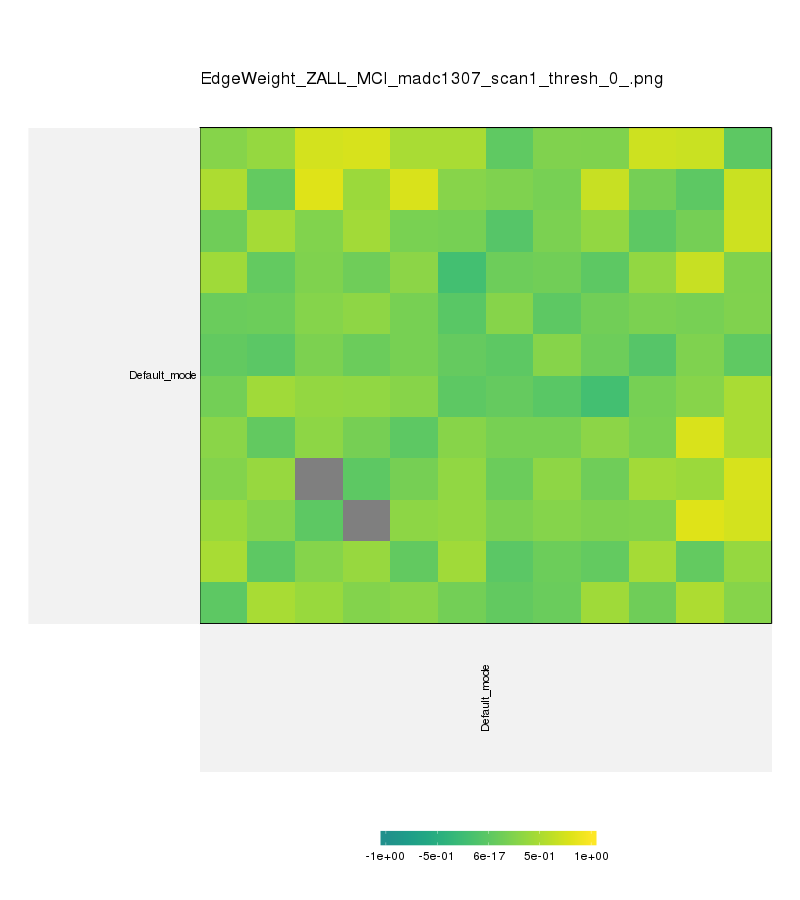 EdgeWeight_ZALL_MCI_madc1307_scan1_thresh_0_.png
Default_mode
Default_mode
-1e+00 -5e-01 6e-17 5e-01 1e+00